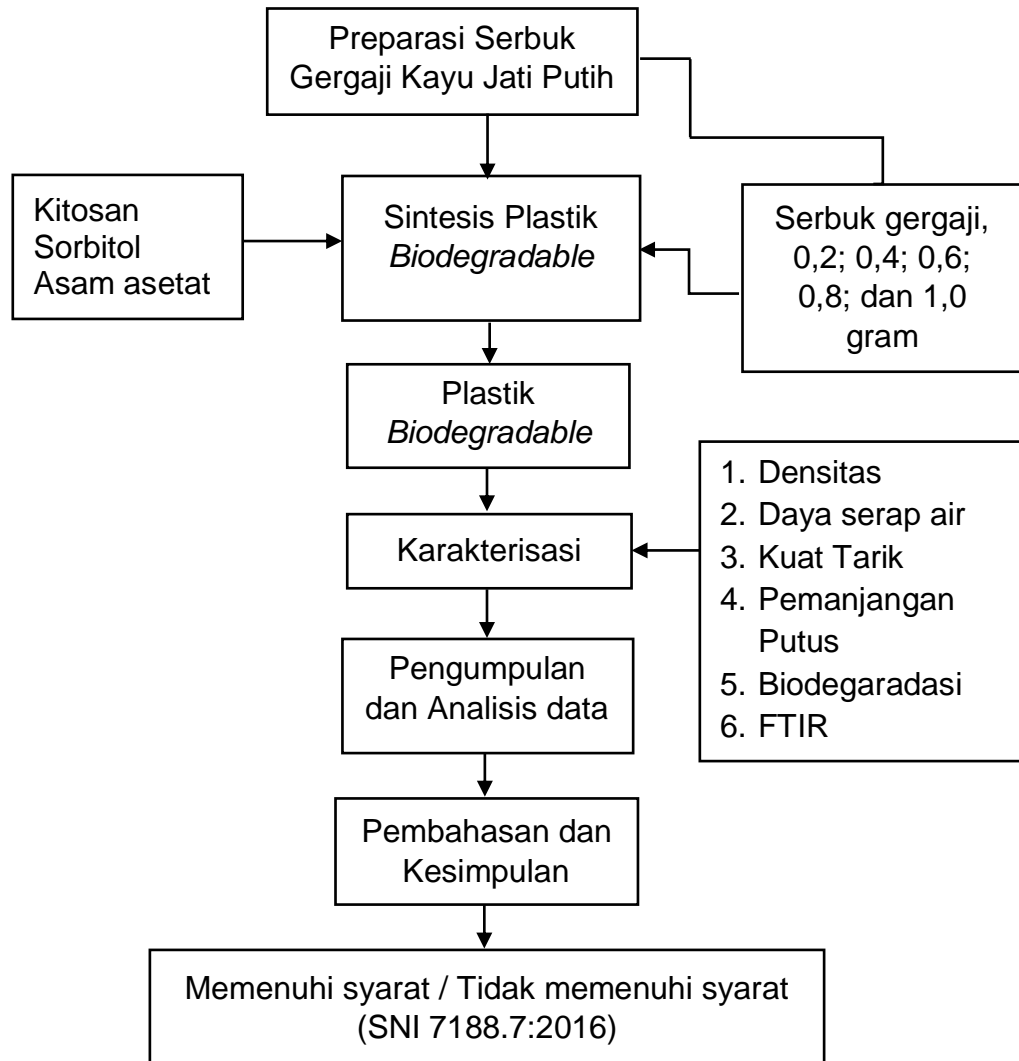 Preparasi Serbuk
Gergaji Kayu Jati Putih
Kitosan
Sorbitol
Asam asetat
Sintesis Plastik
Biodegradable
Serbuk gergaji,
0,2; 0,4; 0,6;
0,8; dan 1,0
gram
Plastik
Biodegradable
Karakterisasi
1. Densitas
2. Daya serap air
3. Kuat Tarik
4. Pemanjangan
Putus
5. Biodegaradasi
6. FTIR
Pengumpulan
dan Analisis data
Pembahasan dan
Kesimpulan
Memenuhi syarat / Tidak memenuhi syarat
(SNI 7188.7:2016)